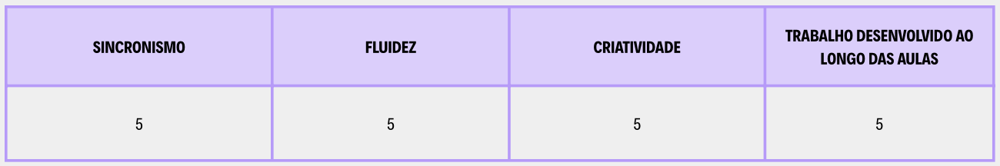 SINCRONISMO
FLUIDEZ
CRIATIVIDADE
TRABALHO DESENVOLVIDO AO
LONGO DAS AULAS
5
5
5
5